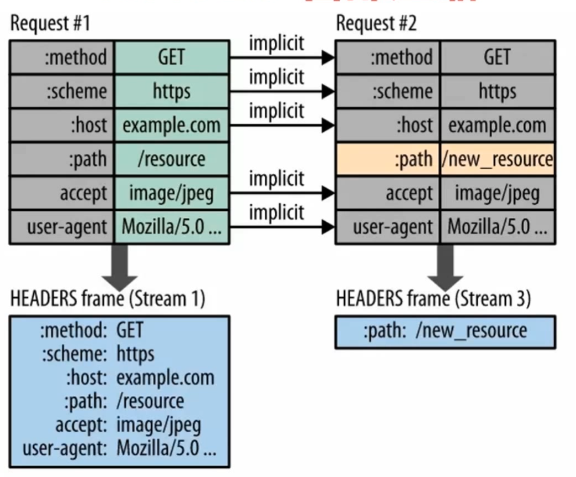 Request #1
Request #2
:method GET implicit :method GET
:scheme https implicit :scheme https
:host example.com implicit :host example.com
:path /resource :path /new_resource
accept image/jpeg implicit accept image/jpeg
user-agent Mozilla/5.0 ... implicit user-agent Mozilla/5.0 ...
HEADERS frame (Stream 1)
:method: GET
:scheme: https
:host: example.com
:path: /resource
accept: image/jpeg
user-agent: Mozilla/5.0 ...
HEADERS frame (Stream 3)
:path: /new_resource